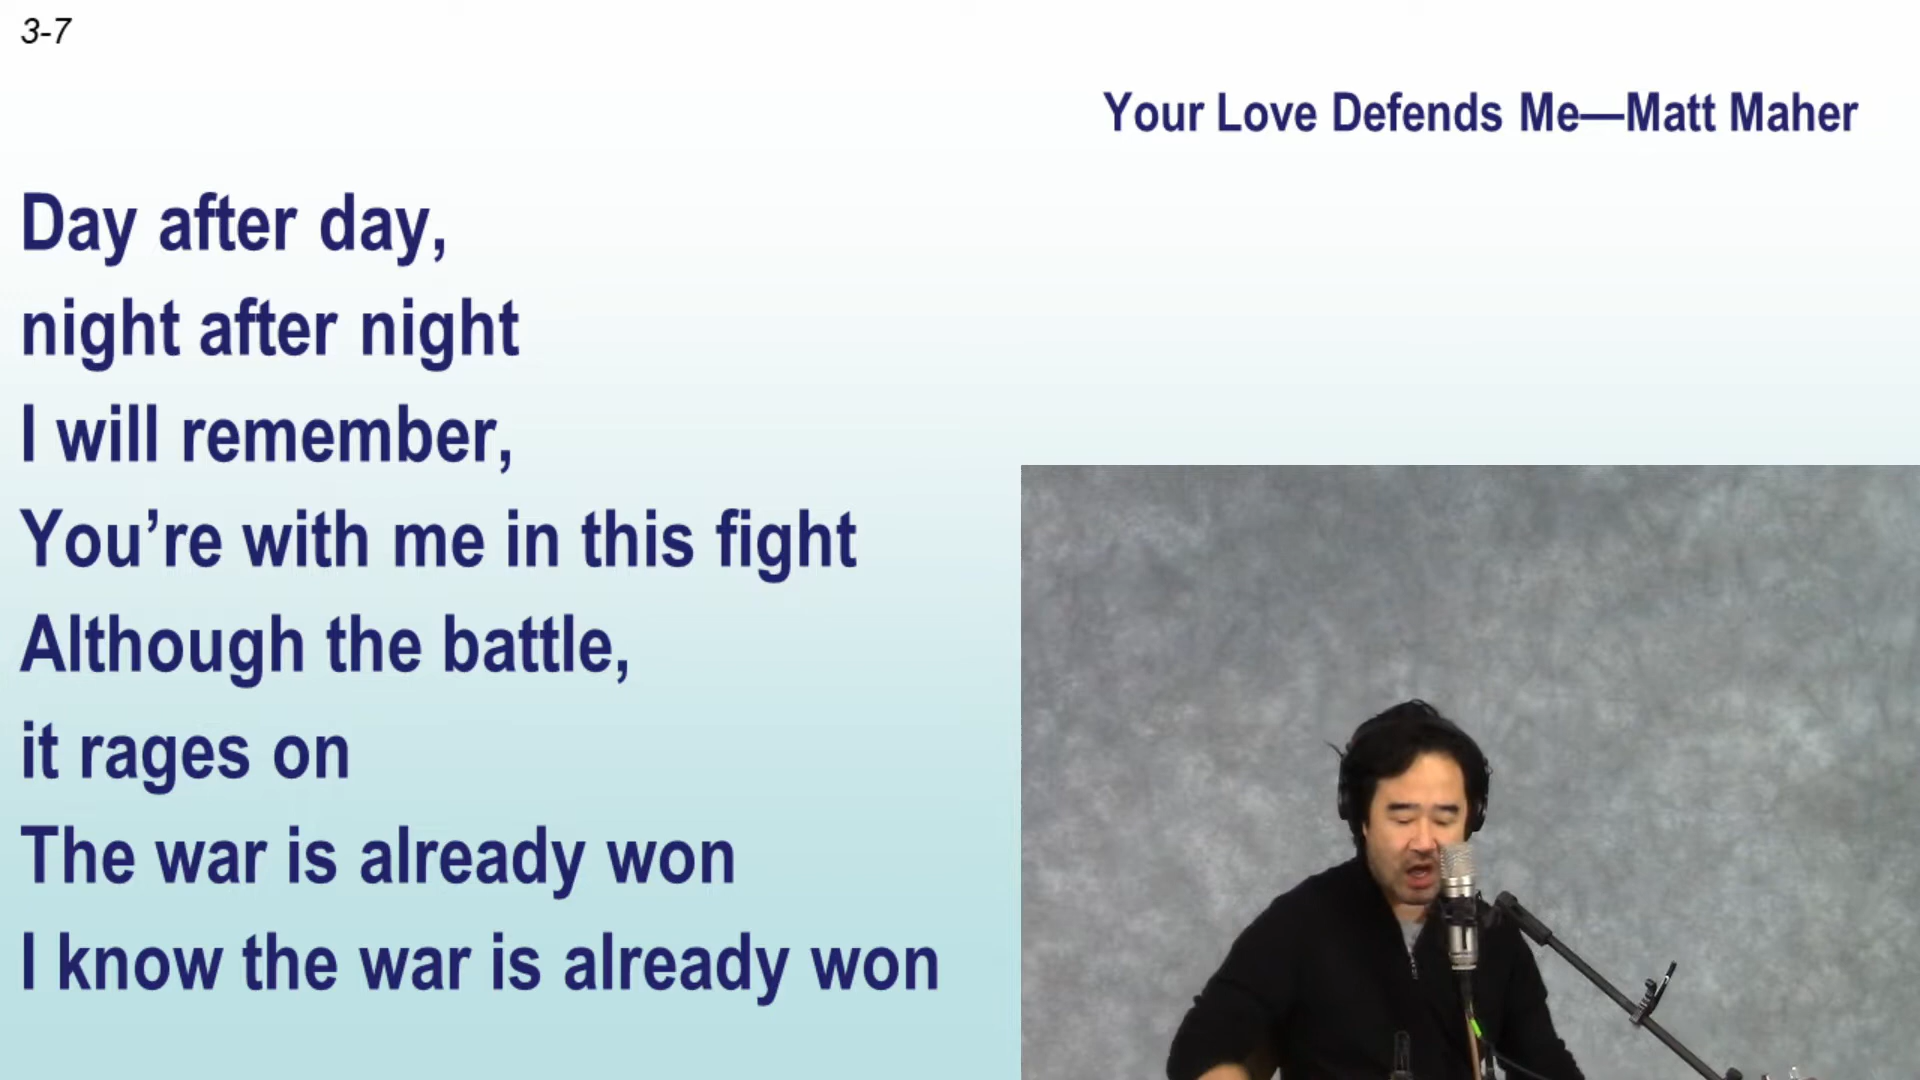 3-7
Your Love Defends Me—Matt Maher
Day after day,
night after night
I will remember,
You’re with me in this fight
Although the battle,
it rages on
The war is already won
I know the war is already won